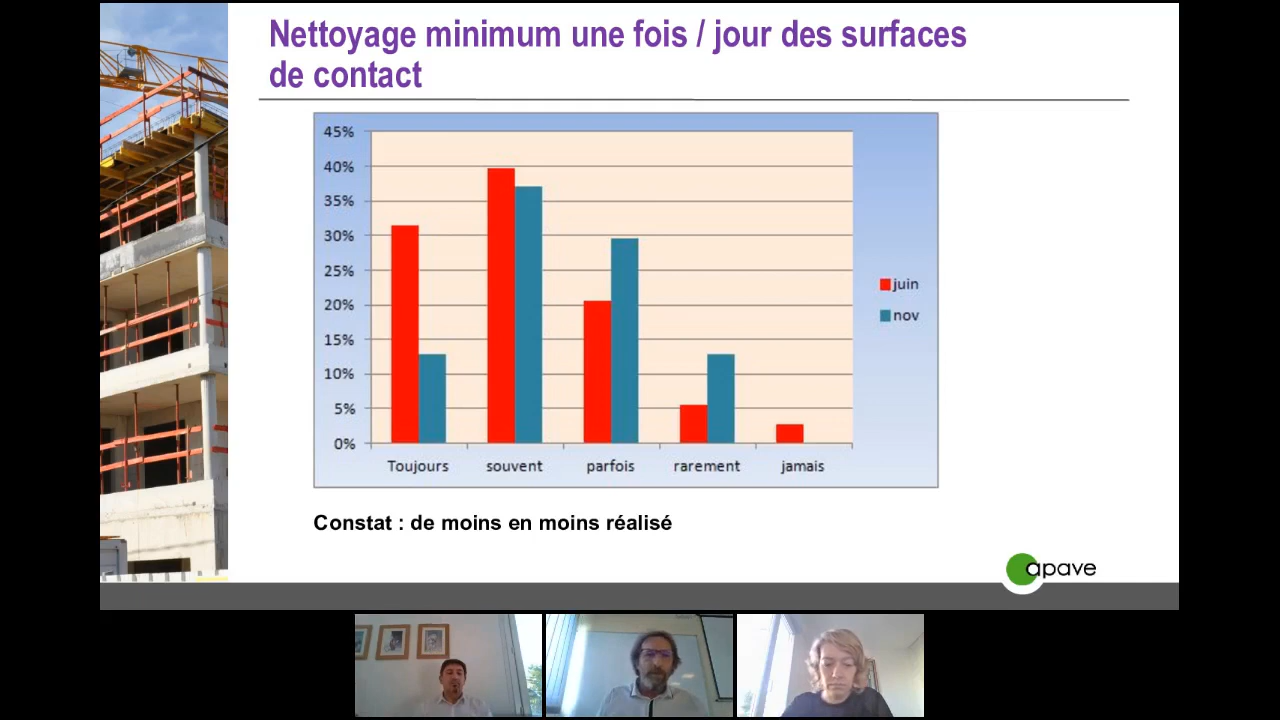 Nettoyage minimum une fois / jour des surfaces
de contact
45%
40%
35%
30%
25%
20%
15%
10%
5%
0%
Toujours souvent parfois rarement jamais
juin
nov
Constat : de moins en moins réalisé
apave